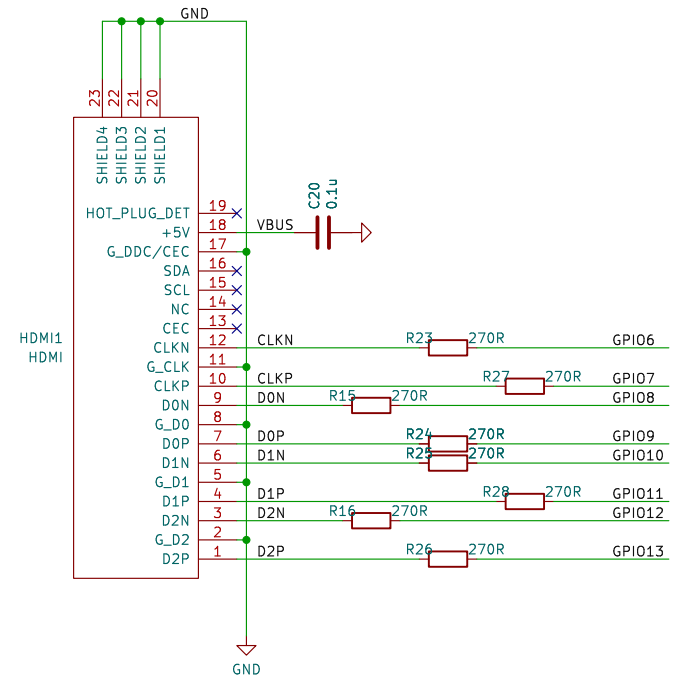 GND
23
22
21
20
SHIELD4
SHIELD3
SHIELD2
SHIELD1
C20
0.1u
HOT_PLUG_DET 19
+5V 18 VBUS
G_DDC/CEC 17
SDA 16
SCL 15
NC 14
CEC 13
HDMI1
HDMI
CLKN 12 CLKN R23 270R GPIO6
G_CLK 11
CLKP 10 CLKP R27 270R GPIO7
D0N 9 D0N R15 270R GPIO8
G_D0 8
D0P 7 D0P R24 270R GPIO9
D1N 6 D1N R25 270R GPIO10
G_D1 5
D1P 4 D1P R28 270R GPIO11
D2N 3 D2N R16 270R GPIO12
G_D2 2
D2P 1 D2P R26 270R GPIO13
GND